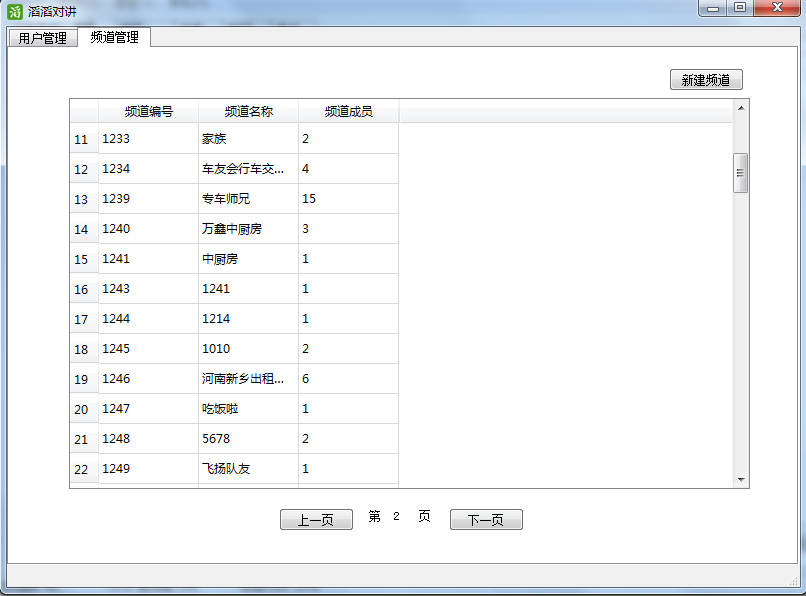 滔滔对讲
用户管理 频道管理
新建频道
频道编号 频道名称 频道成员
11 1233 家族 2
12 1234 车友会行车交... 4
13 1239 专车师兄 15
14 1240 万鑫中厨房 3
15 1241 中厨房 1
16 1243 1241 1
17 1244 1214 1
18 1245 1010 2
19 1246 河南新乡出租... 6
20 1247 吃饭啦 1
21 1248 5678 2
22 1249 飞扬队友 1
上一页 第 2 页 下一页